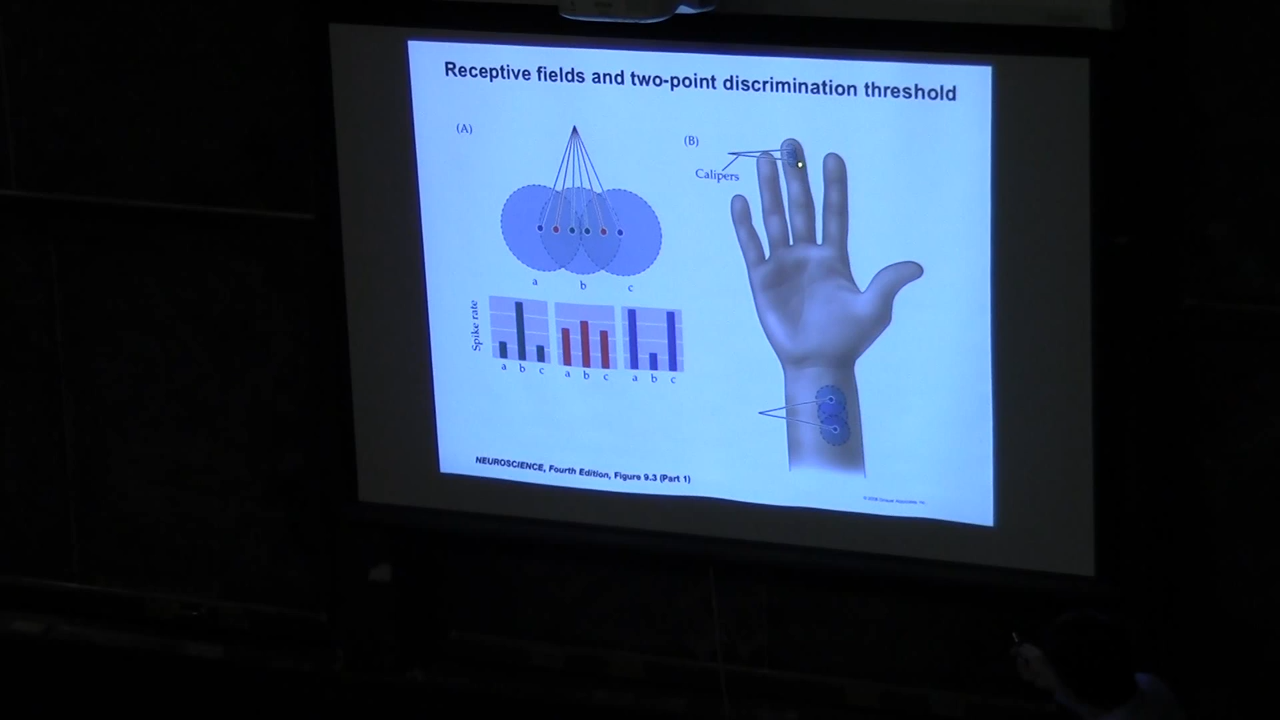 Receptive fields and two-point discrimination threshold
(A)
(B)
Calipers
a
b
c
Spike rate
a b c
a b c
a b c
NEUROSCIENCE, Fourth Edition, Figure 9.3 (Part 1)